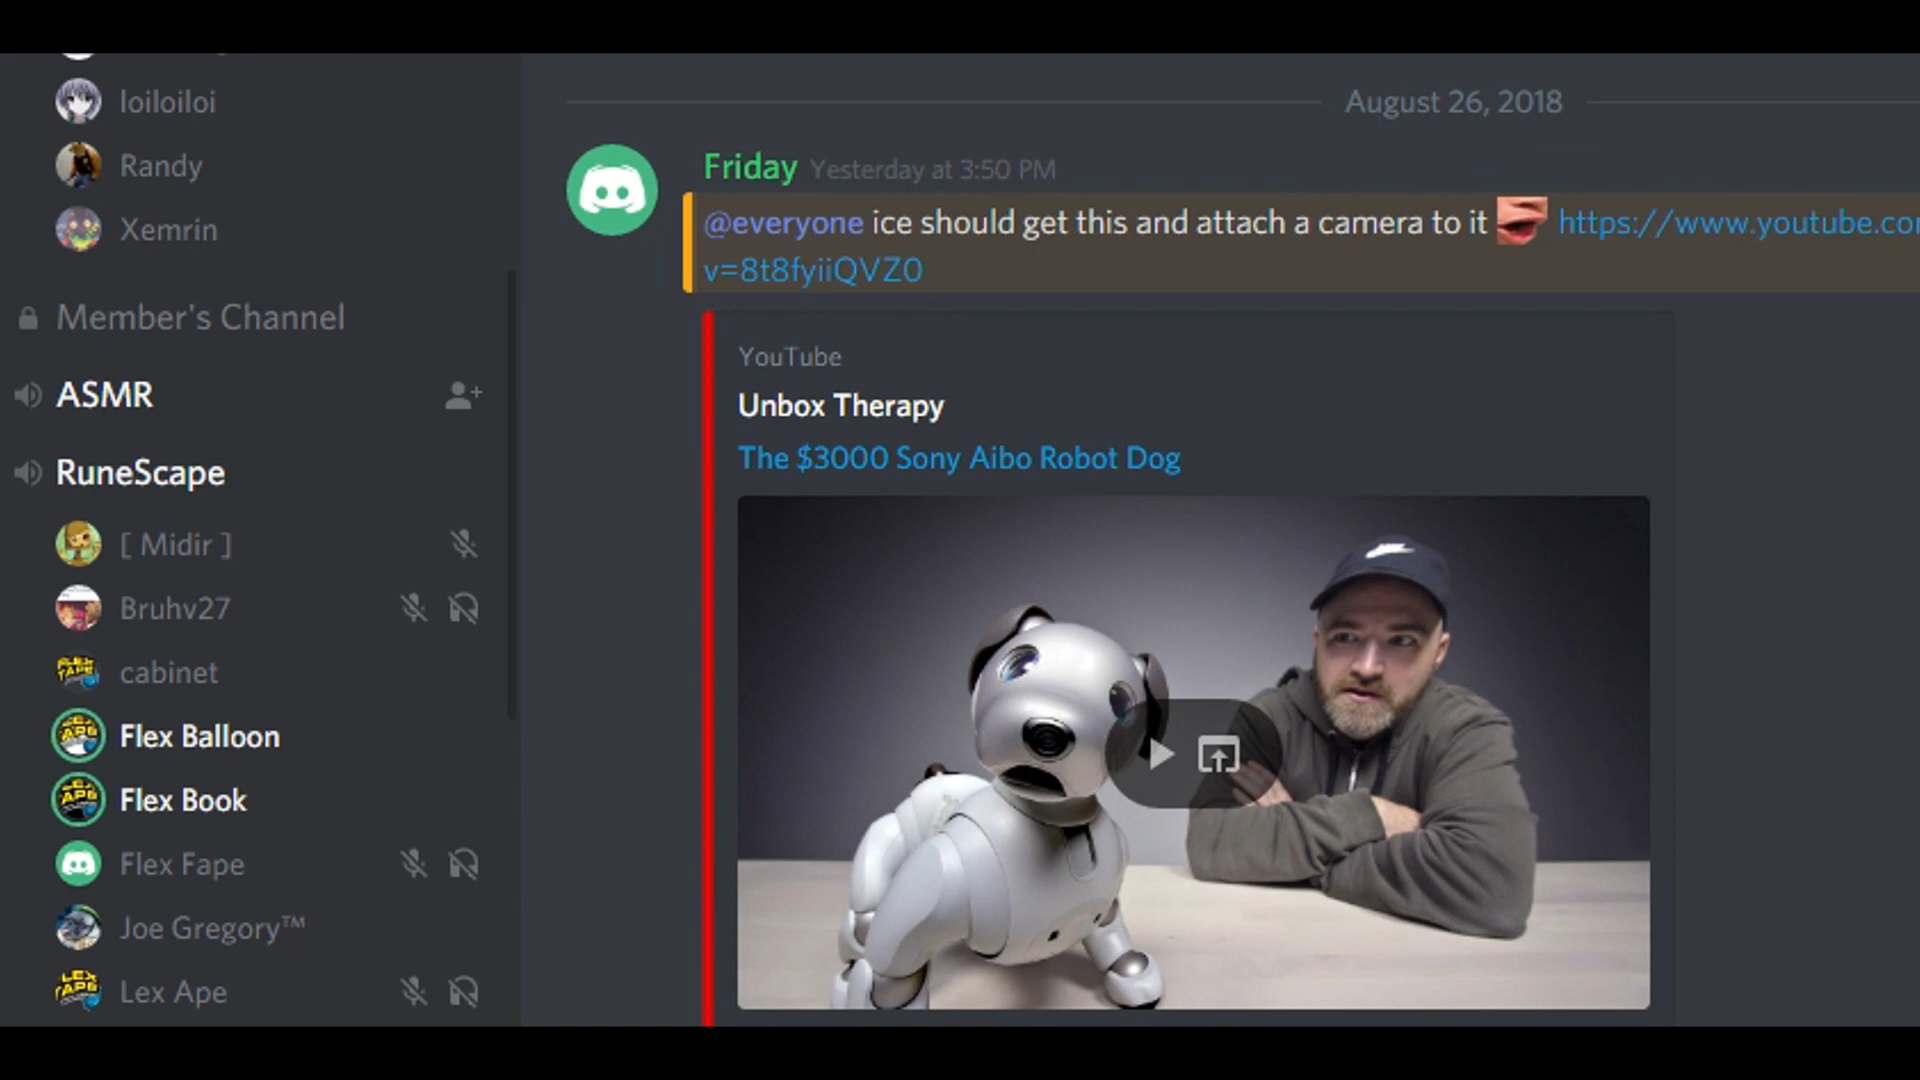 loiloiloi
Randy
Xemrin
Member's Channel
ASMR
RuneScape
[ Midir ]
Bruhv27
cabinet
Flex Balloon
Flex Book
Flex Fape
Joe Gregory™
Lex Ape
August 26, 2018
Friday Yesterday at 3:50 PM
@everyone ice should get this and attach a camera to it https://www.youtube.co
v=8t8fyiiQVZ0
YouTube
Unbox Therapy
The $3000 Sony Aibo Robot Dog